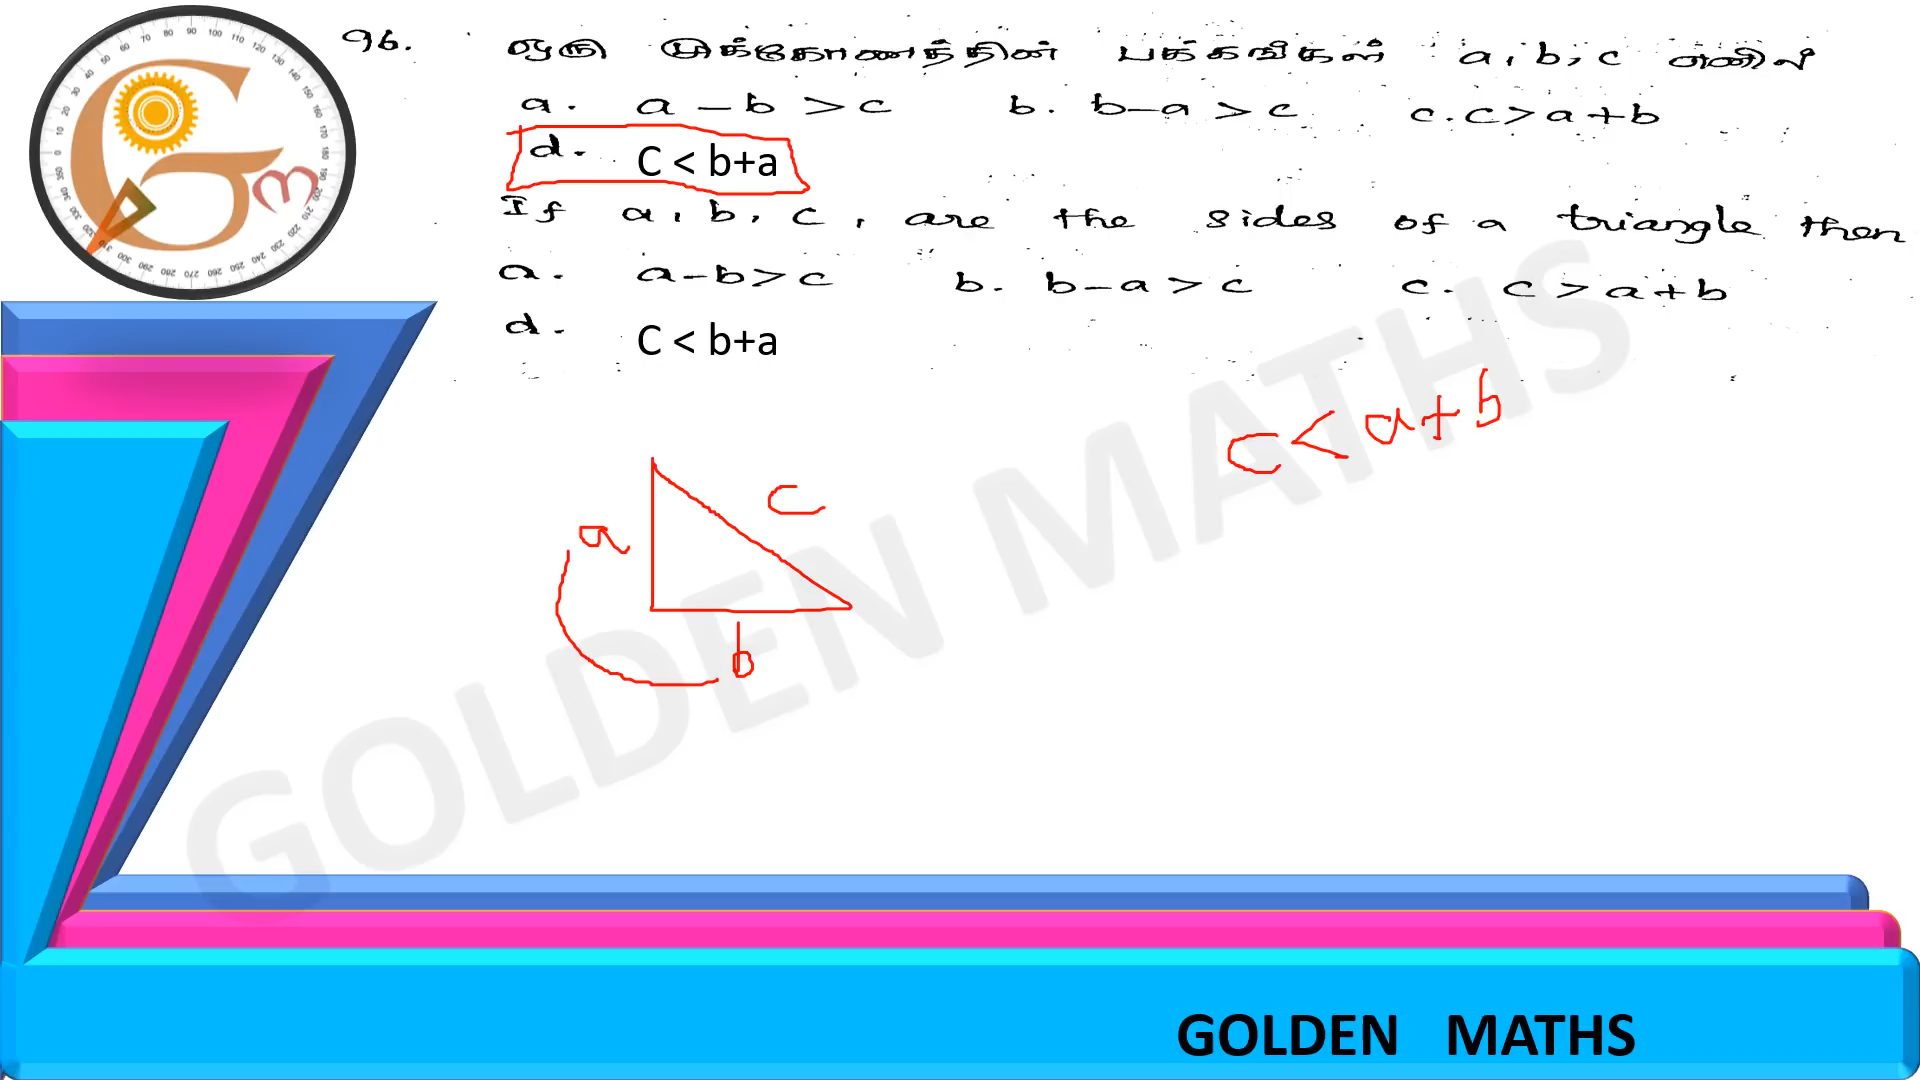 96. ஒரு முக்கோணத்தின் பக்கங்கள் a, b, c எனில்
a. a - b > c b. b - a > c c. c > a + b
d. C < b+a
If a, b, c, are the sides of a triangle then
a. a - b > c b. b - a > c c. c > a + b
d. C < b+a
c < a + b
c
a
b
GOLDEN MATHS
GOLDEN MATHS